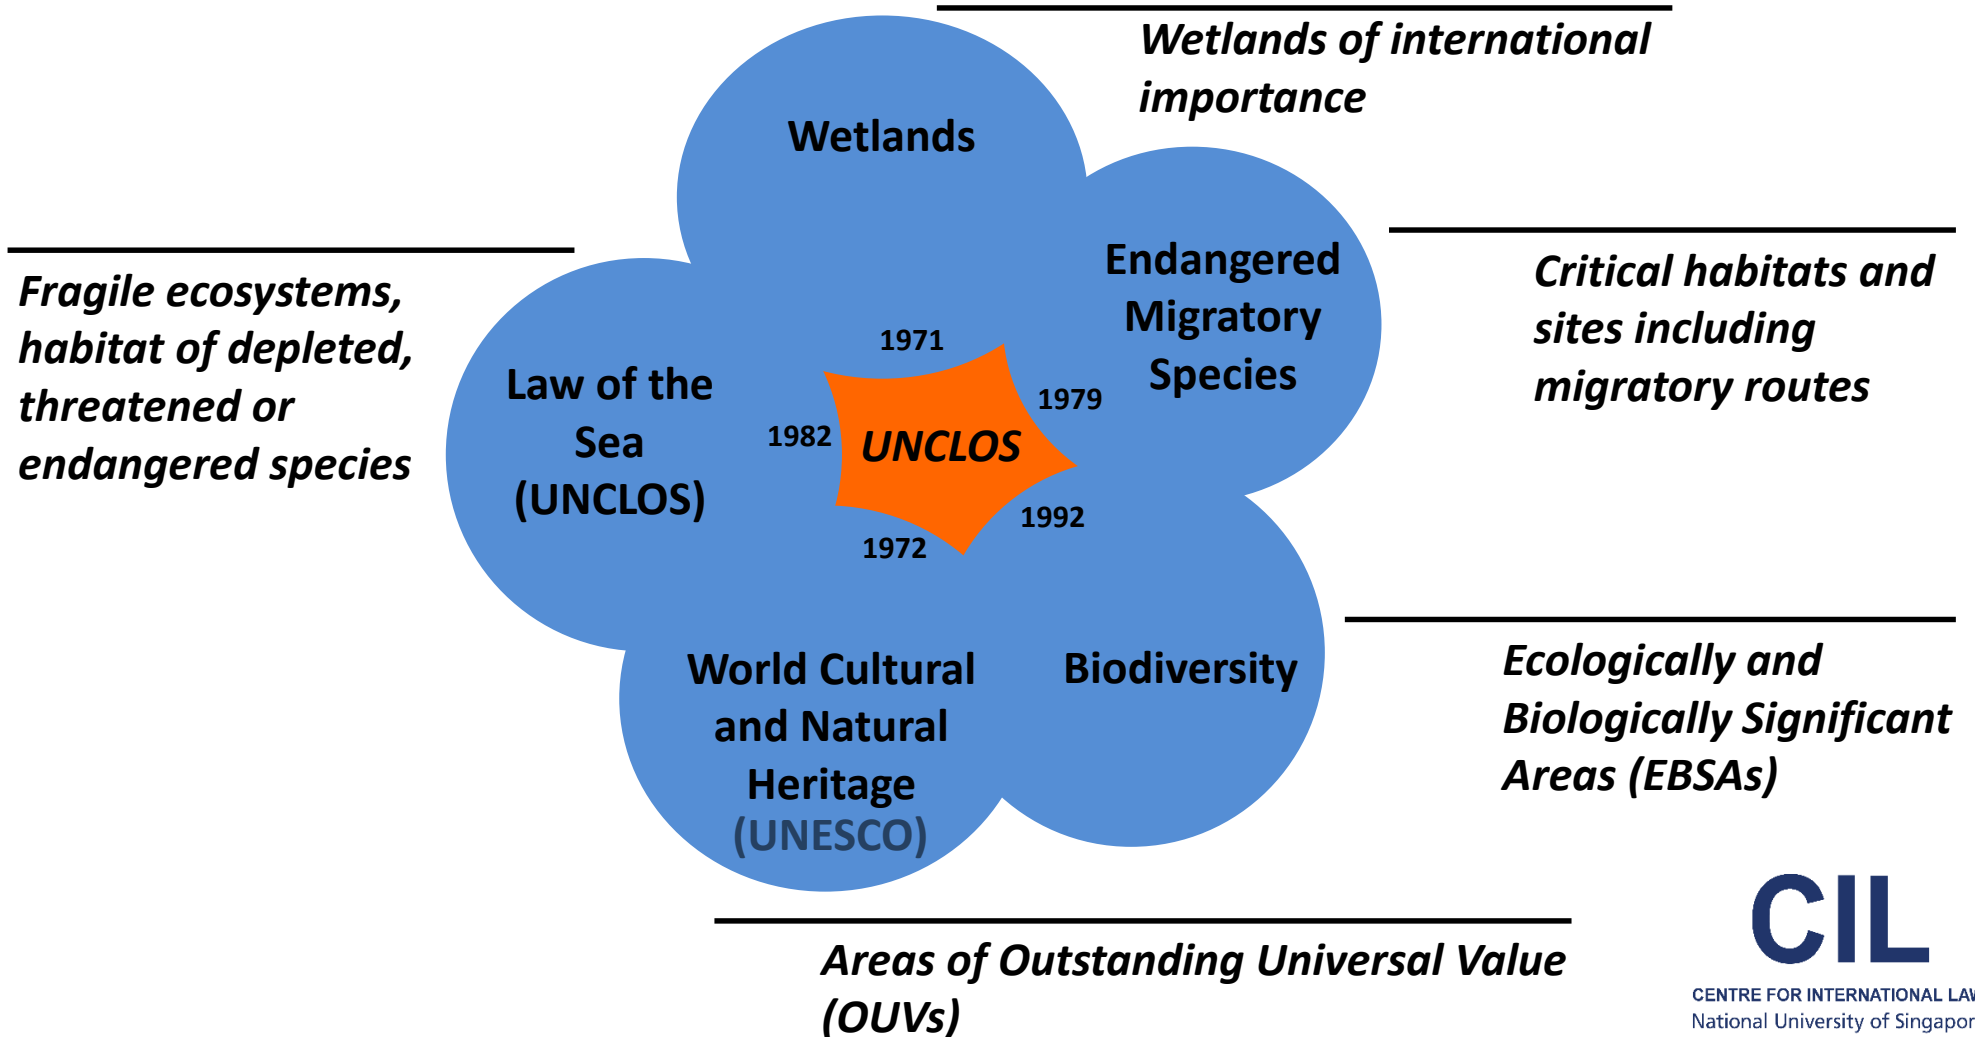 Wetlands of international
importance
Wetlands
Endangered
Migratory
Species
Critical habitats and
sites including
migratory routes
Fragile ecosystems,
habitat of depleted,
threatened or
endangered species
Law of the
Sea
(UNCLOS)
1971
1979
1982
UNCLOS
1992
1972
World Cultural
and Natural
Heritage
(UNESCO)
Biodiversity
Ecologically and
Biologically Significant
Areas (EBSAs)
Areas of Outstanding Universal Value
(OUVs)
CIL
CENTRE FOR INTERNATIONAL LAW
National University of Singapor